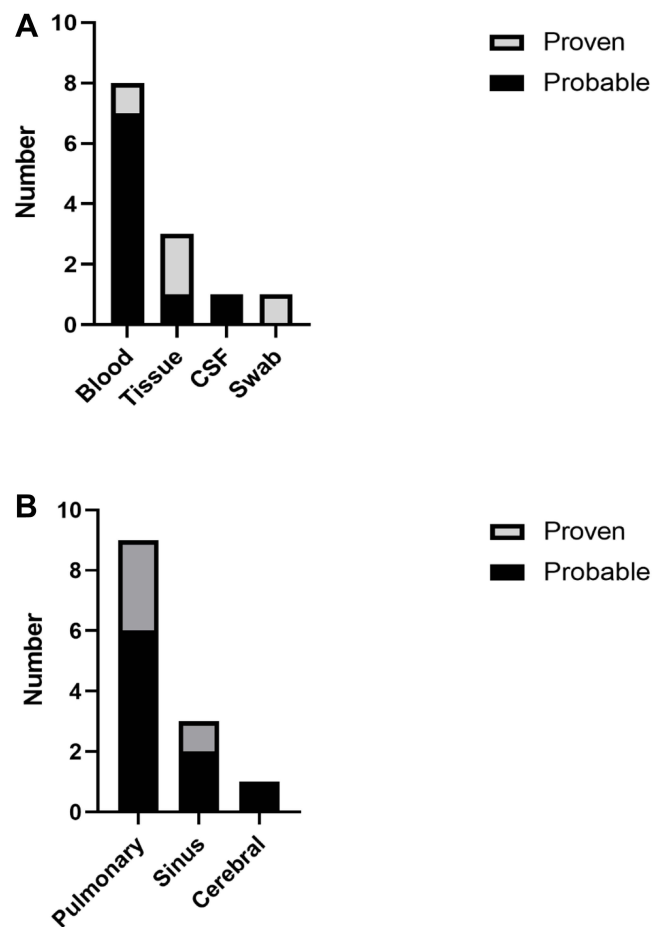 A
10
8
6
4
2
0
Number
Blood
Tissue
CSF
Swab
Proven
Probable
B
10
8
6
4
2
0
Number
Pulmonary
Sinus
Cerebral
Proven
Probable